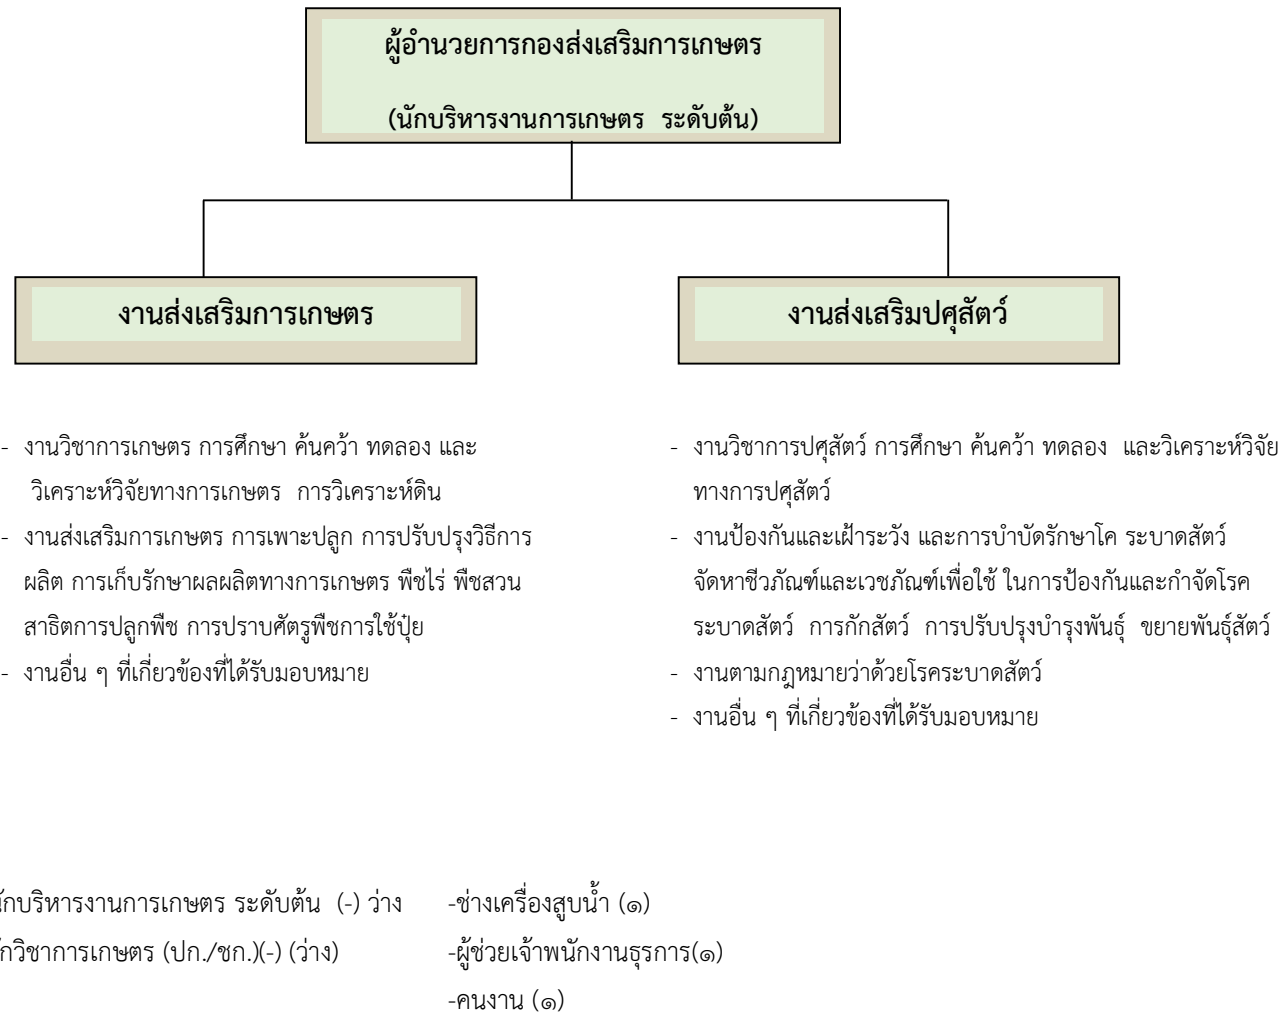 ผู้อำนวยการกองส่งเสริมการเกษตร
(นักบริหารงานการเกษตร ระดับต้น)
งานส่งเสริมการเกษตร
งานส่งเสริมปศุสัตว์
- งานวิชาการเกษตร การศึกษา ค้นคว้า ทดลอง และ
วิเคราะห์วิจัยทางการเกษตร การวิเคราะห์ดิน
- งานส่งเสริมการเกษตร การเพาะปลูก การปรับปรุงวิธีการ
ผลิต การเก็บรักษาผลผลิตทางการเกษตร พืชไร่ พืชสวน
สาธิตการปลูกพืช การปราบศัตรูพืชการใช้ปุ๋ย
- งานอื่น ๆ ที่เกี่ยวข้องที่ได้รับมอบหมาย
- งานวิชาการปศุสัตว์ การศึกษา ค้นคว้า ทดลอง และวิเคราะห์วิจัย
ทางการปศุสัตว์
- งานป้องกันและเฝ้าระวัง และการบำบัดรักษาโค ระบาดสัตว์
จัดหาชีวภัณฑ์และเวชภัณฑ์เพื่อใช้ ในการป้องกันและกำจัดโรค
ระบาดสัตว์ การกักสัตว์ การปรับปรุงบำรุงพันธุ์ ขยายพันธุ์สัตว์
- งานตามกฎหมายว่าด้วยโรคระบาดสัตว์
- งานอื่น ๆ ที่เกี่ยวข้องที่ได้รับมอบหมาย
นักบริหารงานการเกษตร ระดับต้น (-) ว่าง
ักวิชาการเกษตร (ปก./ชก.)(-) (ว่าง)
-ช่างเครื่องสูบน้ำ (๑)
-ผู้ช่วยเจ้าพนักงานธุรการ(๑)
-คนงาน (๑)